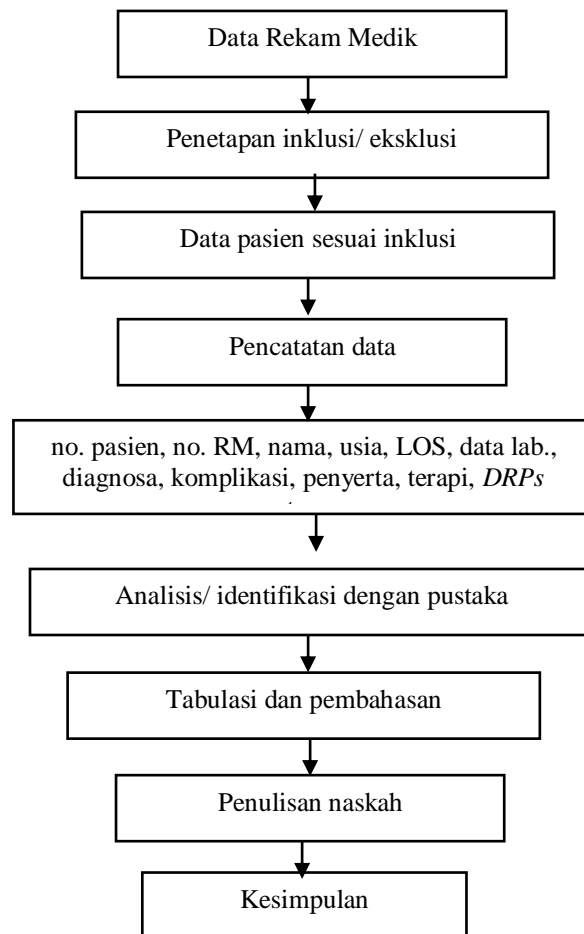 Data Rekam Medik
Penetapan inklusi/ eksklusi
Data pasien sesuai inklusi
Pencatatan data
no. pasien, no. RM, nama, usia, LOS, data lab.,
diagnosa, komplikasi, penyerta, terapi, DRPs
Analisis/ identifikasi dengan pustaka
Tabulasi dan pembahasan
Penulisan naskah
Kesimpulan